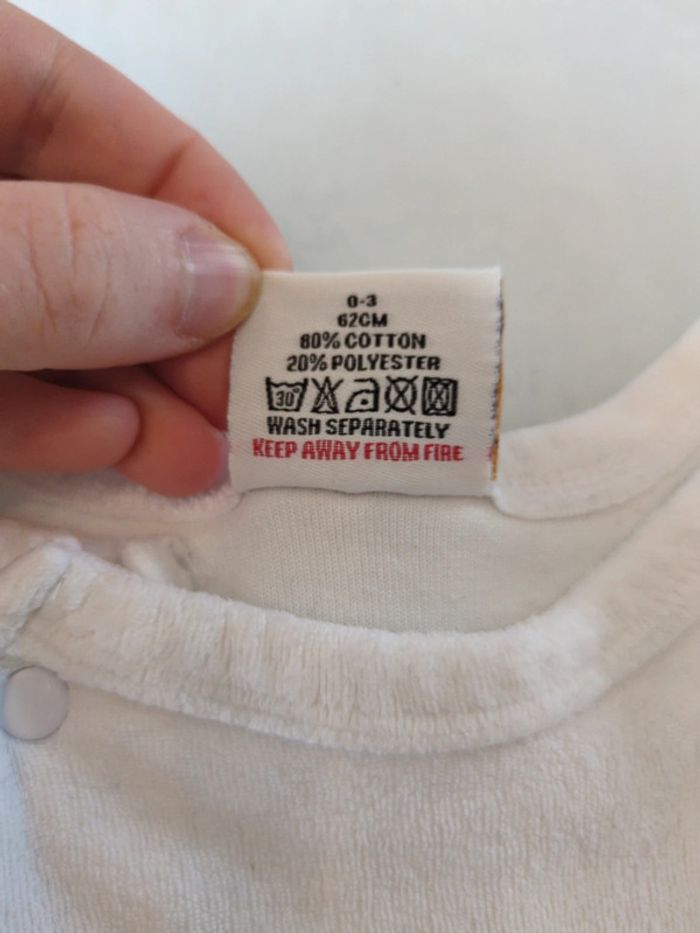 0-3
62CM
80% COTTON
20% POLYESTER
30°
WASH SEPARATELY
KEEP AWAY FROM FIRE